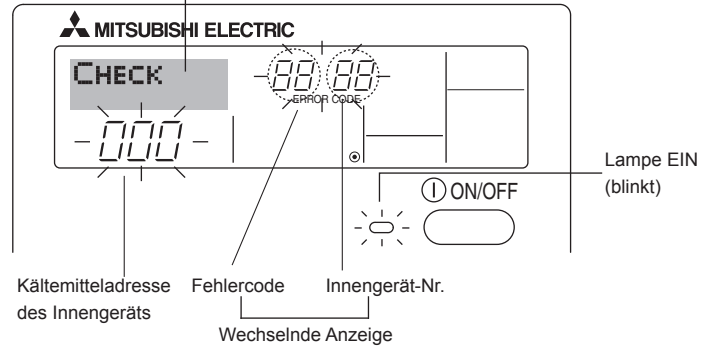 MITSUBISHI ELECTRIC
CHECK
88 88
ERROR CODE
000
ON/OFF
Lampe EIN
(blinkt)
Kältemitteladresse
des Innengeräts
Fehlercode
Innengerät-Nr.
Wechselnde Anzeige